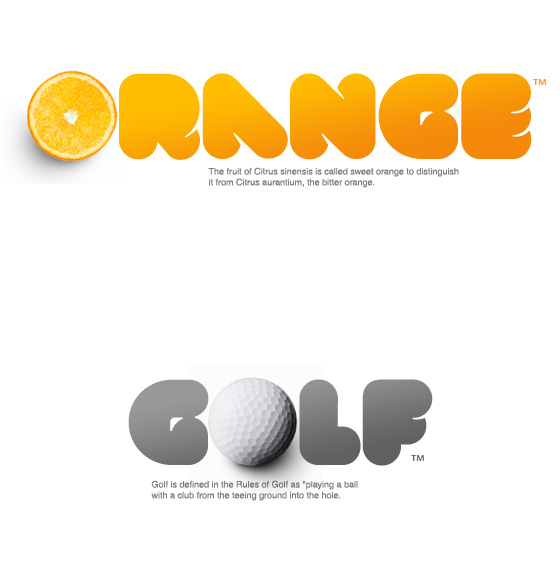 ORANGE™
The fruit of Citrus sinensis is called sweet orange to distinguish
it from Citrus aurantium, the bitter orange.
GOLF™
Golf is defined in the Rules of Golf as "playing a ball
with a club from the teeing ground into the hole.